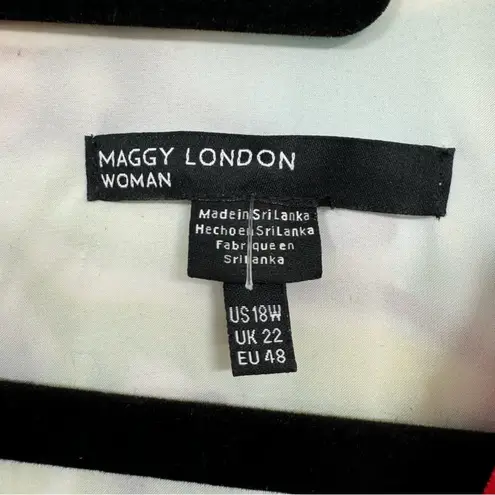 MAGGY LONDON
WOMAN
Made in Sri Lanka
Hecho en Sri Lanka
Fabrique en
Sri Lanka
US 18W
UK 22
EU 48